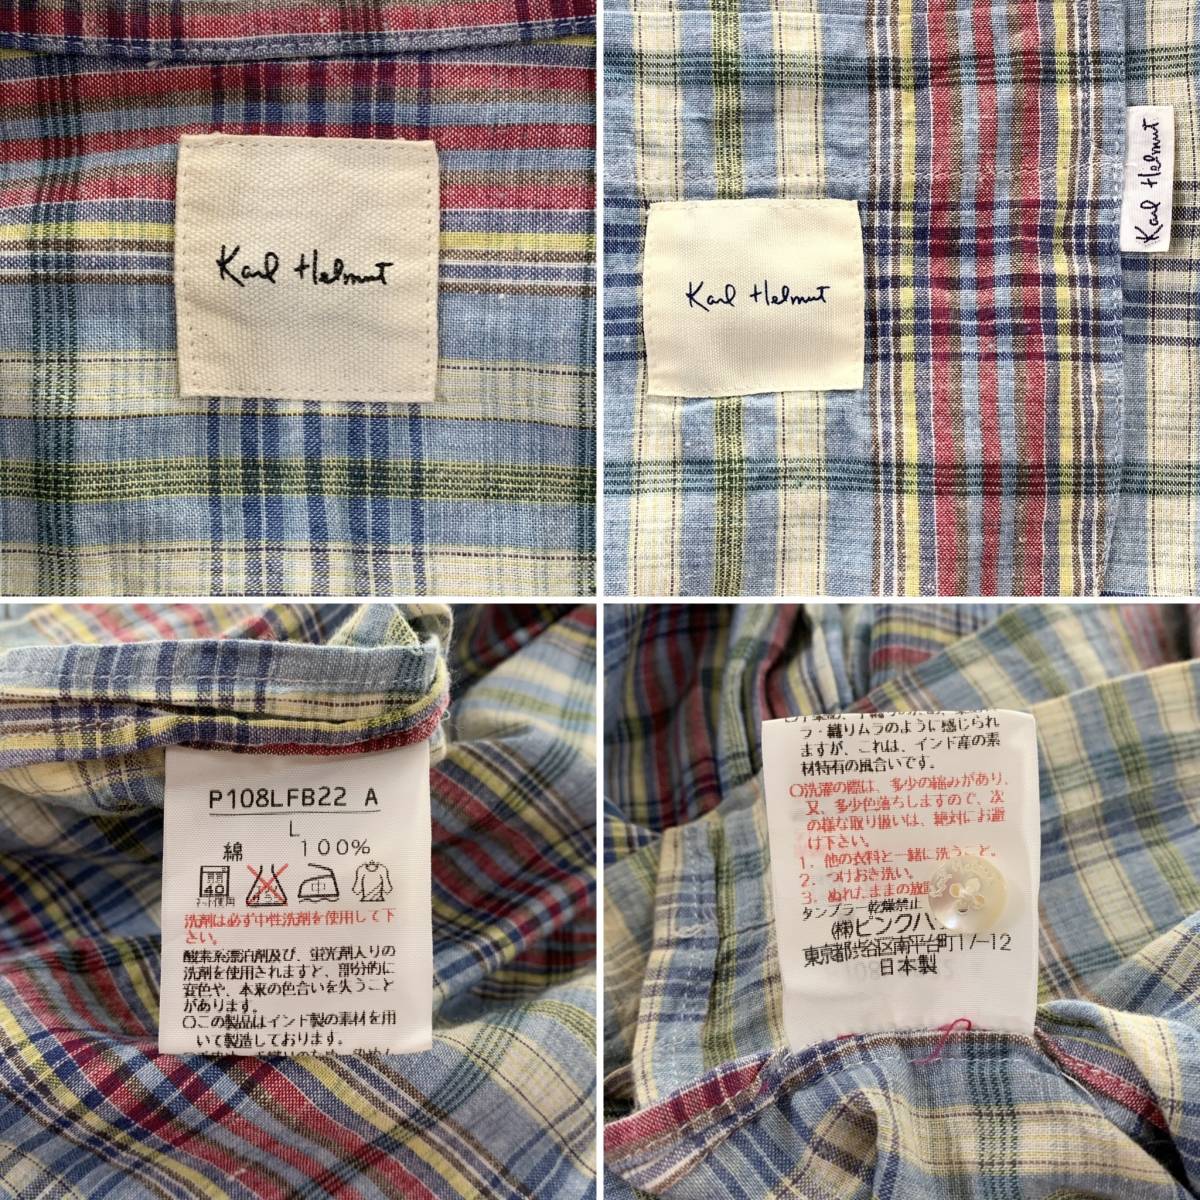 Karl Helmut
Karl Helmut
Karl Helmut
P108LFB22 A
L
綿 100%
40
ネット使用
洗剤は必ず中性洗剤を使用して下
さい。
酸素系漂白剤及び、蛍光剤入りの
洗剤を使用されますと、部分的に
変色や、本来の色合いを失うこと
があります。
○この製品はインド製の素材を用
いて製造しております。
ラ・織りムラのように感じられ
ますが、これは、インド産の素
材特有の風合いです。
○洗濯の際は、多少の縮みがあり、
又、多少色落ちしますので、次
の様な取り扱いは、絶対にお避
け下さい。
1. 他の衣料と一緒に洗うこと。
2. つけおき洗い。
3. ぬれたままの放
タンブラー乾燥禁止
(株)ピンクハ
東京都渋谷区南平台町17-12
日本製